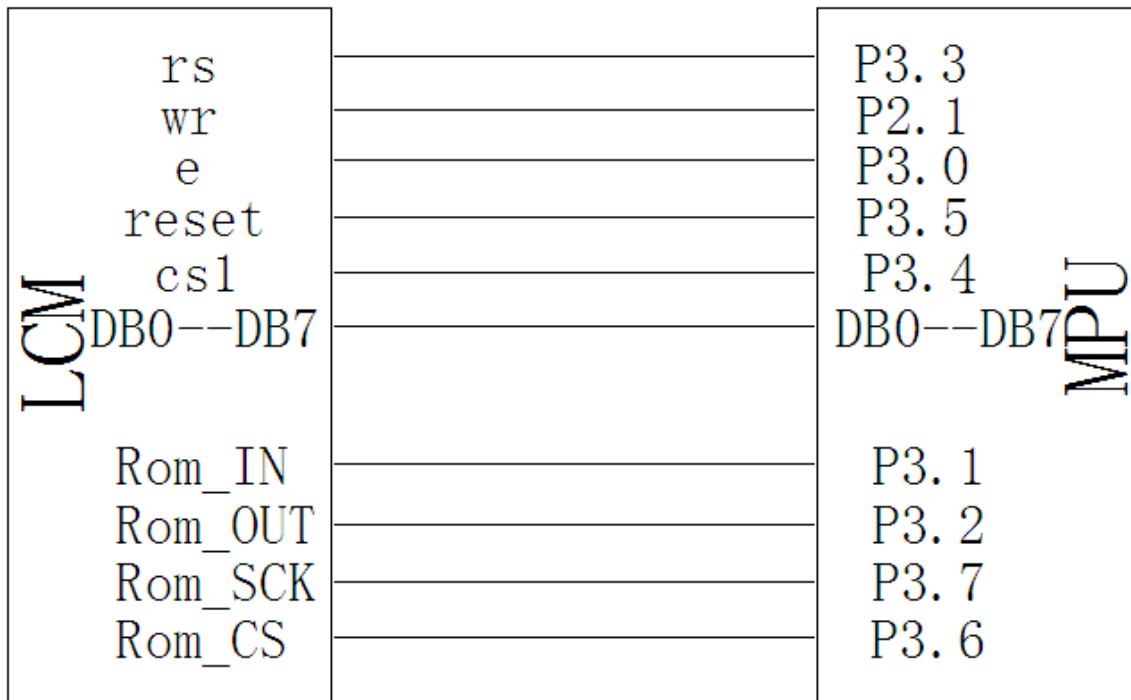 rs P3.3
wr P2.1
e P3.0
reset P3.5
cs1 P3.4
LCM MPU
DB0--DB7 DB0--DB7
Rom_IN P3.1
Rom_OUT P3.2
Rom_SCK P3.7
Rom_CS P3.6